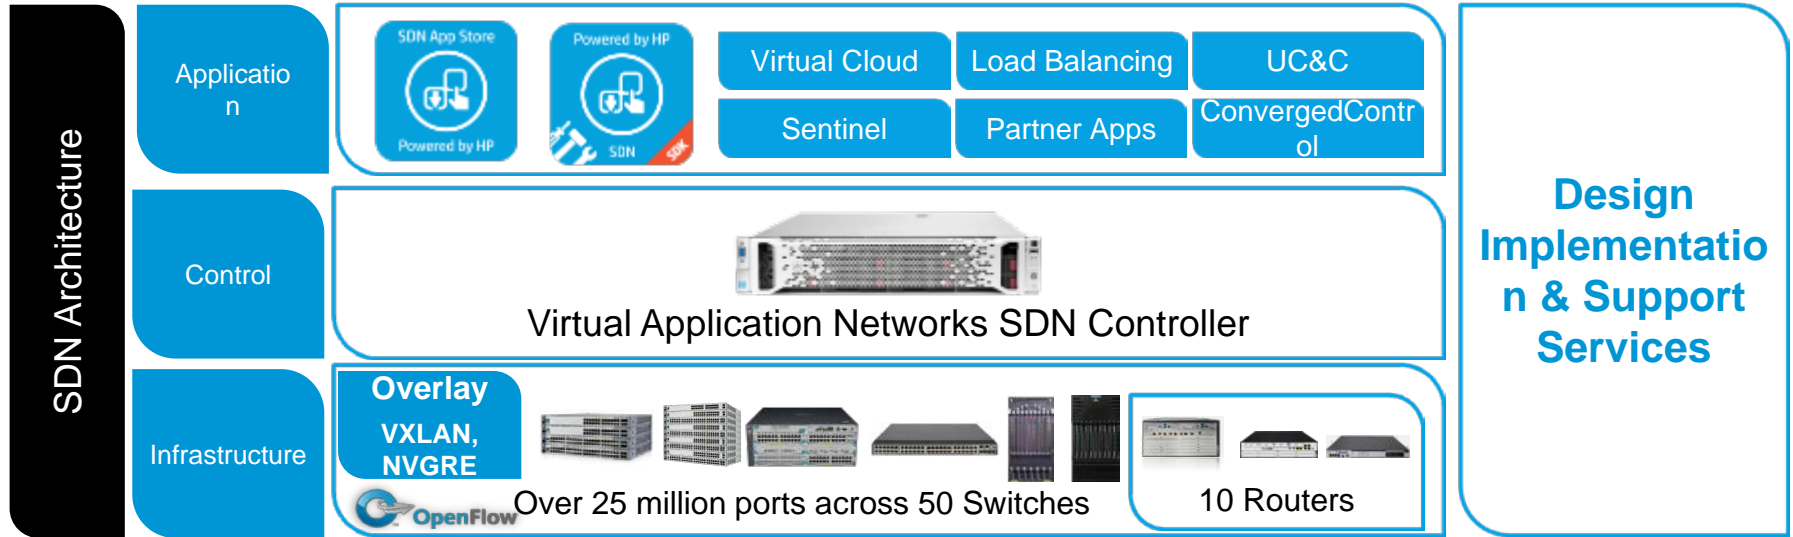 SDN Architecture
Applicatio
n
SDN App Store
Powered by HP
Powered by HP
SDN
SDK
Virtual Cloud
Load Balancing
UC&C
Sentinel
Partner Apps
ConvergedContr
ol
Control
Virtual Application Networks SDN Controller
Infrastructure
Overlay
VXLAN,
NVGRE
OpenFlow
Over 25 million ports across 50 Switches
10 Routers
Design
Implementatio
n & Support
Services